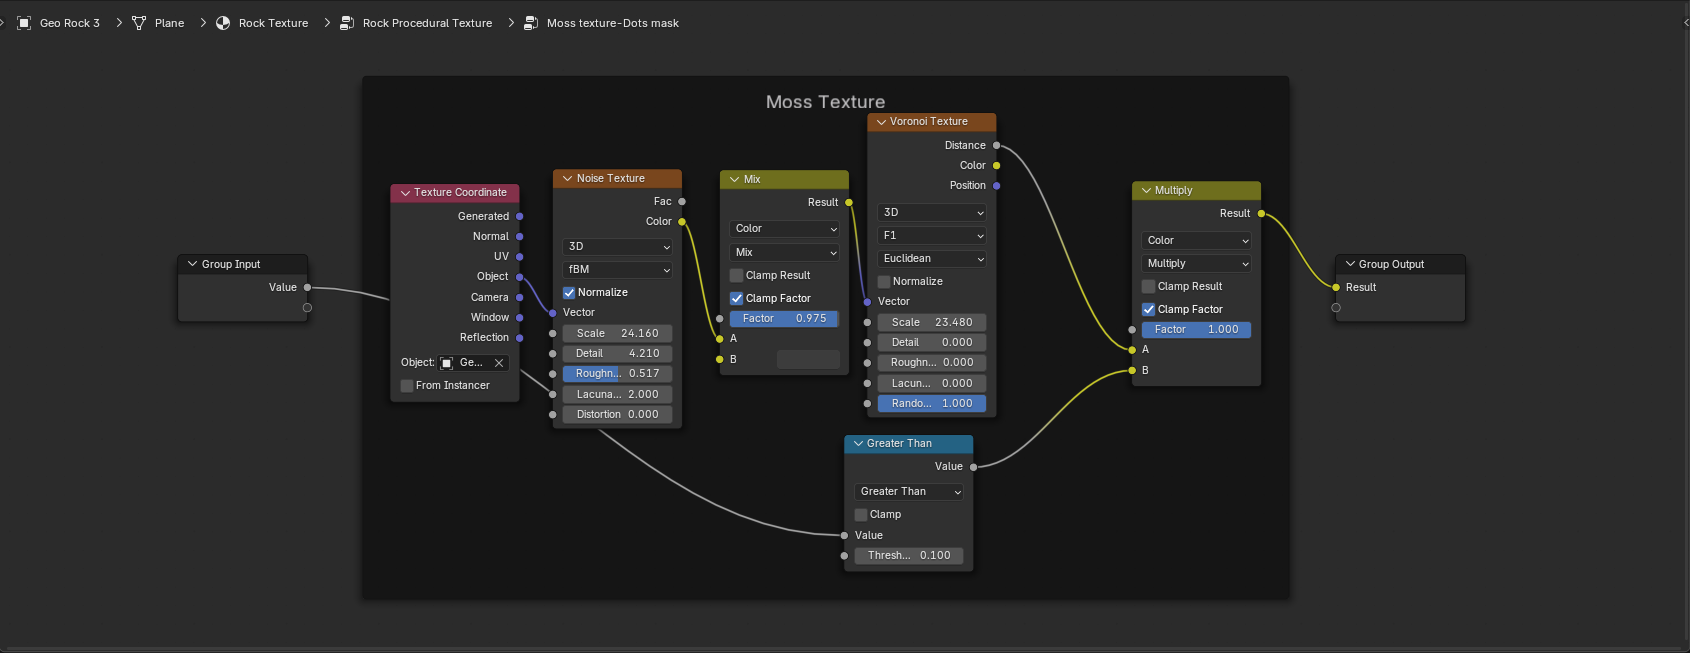 Geo Rock 3 Plane Rock Texture Rock Procedural Texture Moss texture-Dots mask
Moss Texture
Group Input
Value
Texture Coordinate
Generated
Normal
UV
Object
Camera
Window
Reflection
Object: Ge...
From Instancer
Noise Texture
Fac
Color
3D
fBM
Normalize
Vector
Scale 24.160
Detail 4.210
Roughn... 0.517
Lacuna... 2.000
Distortion 0.000
Mix
Result
Color
Mix
Clamp Result
Clamp Factor
Factor 0.975
A
B
Voronoi Texture
Distance
Color
Position
3D
F1
Euclidean
Normalize
Vector
Scale 23.480
Detail 0.000
Roughn... 0.000
Lacun... 0.000
Rando... 1.000
Greater Than
Value
Greater Than
Clamp
Value
Thresh... 0.100
Multiply
Result
Color
Multiply
Clamp Result
Clamp Factor
Factor 1.000
A
B
Group Output
Result